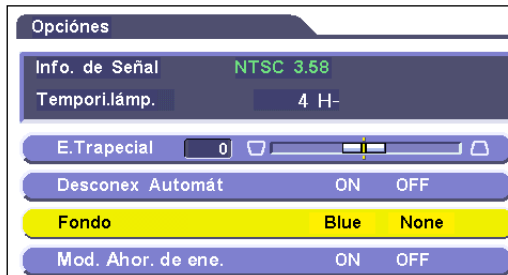 Opciónes
Info. de Señal NTSC 3.58
Tempori.lámp. 4 H-
E.Trapecial 0
Desconex Automát ON OFF
Fondo Blue None
Mod. Ahor. de ene. ON OFF